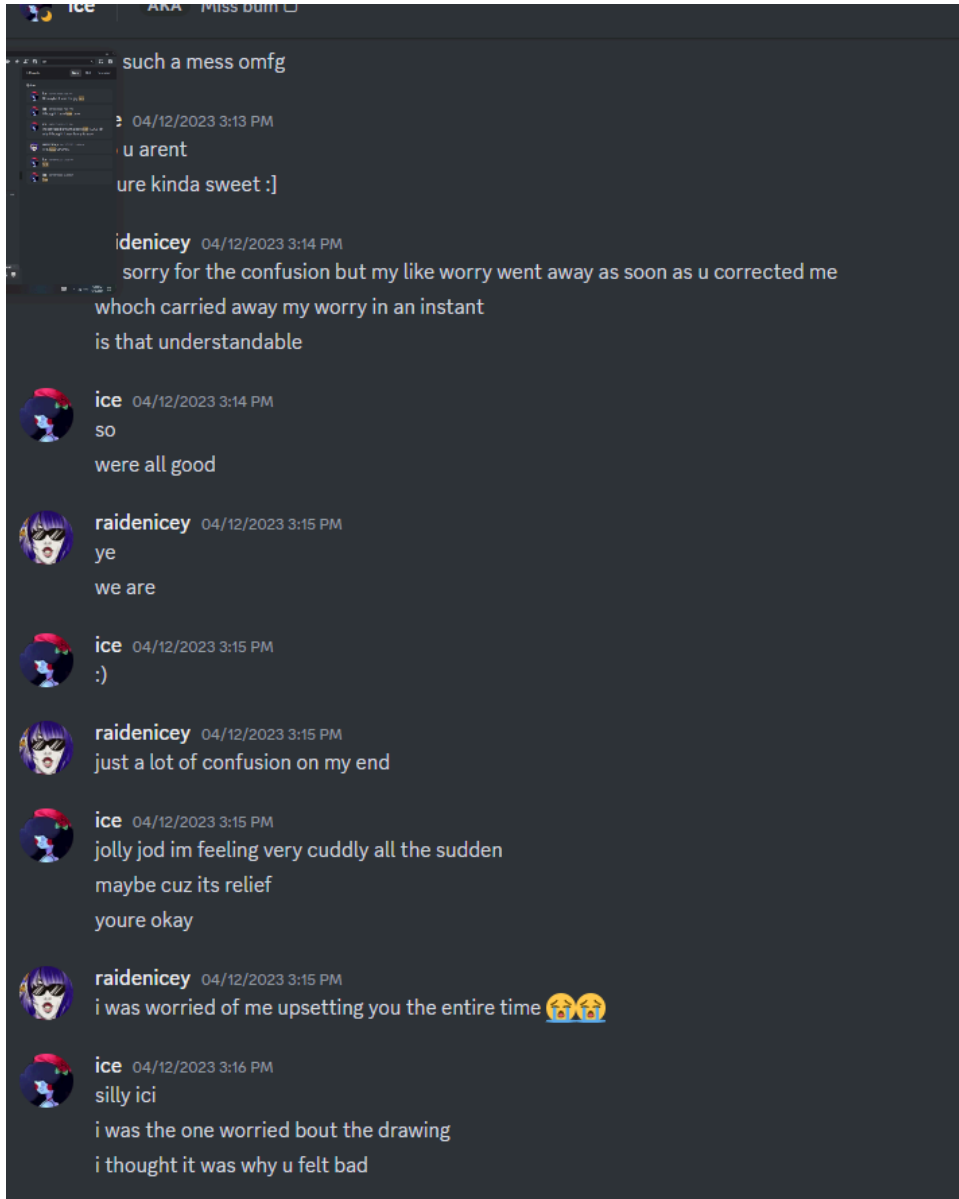 ice AKA Miss bum
such a mess omfg
04/12/2023 3:13 PM
u arent
ure kinda sweet :]
idenicey 04/12/2023 3:14 PM
sorry for the confusion but my like worry went away as soon as u corrected me
whoch carried away my worry in an instant
is that understandable
ice 04/12/2023 3:14 PM
so
were all good
raidenicey 04/12/2023 3:15 PM
ye
we are
ice 04/12/2023 3:15 PM
:)
raidenicey 04/12/2023 3:15 PM
just a lot of confusion on my end
ice 04/12/2023 3:15 PM
jolly jod im feeling very cuddly all the sudden
maybe cuz its relief
youre okay
raidenicey 04/12/2023 3:15 PM
i was worried of me upsetting you the entire time 😭😭
ice 04/12/2023 3:16 PM
silly ici
i was the one worried bout the drawing
i thought it was why u felt bad